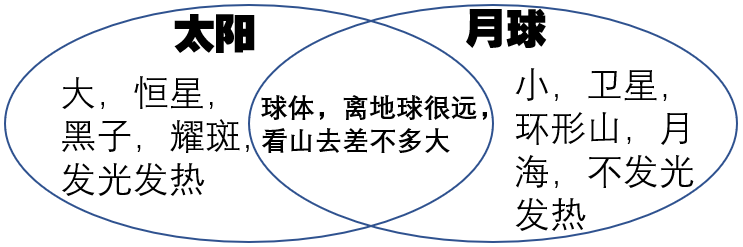 太阳
月球
大，恒星，
黑子，耀斑，
发光发热
球体，离地球很远，
看山去差不多大
小，卫星，
环形山，月
海，不发光
发热